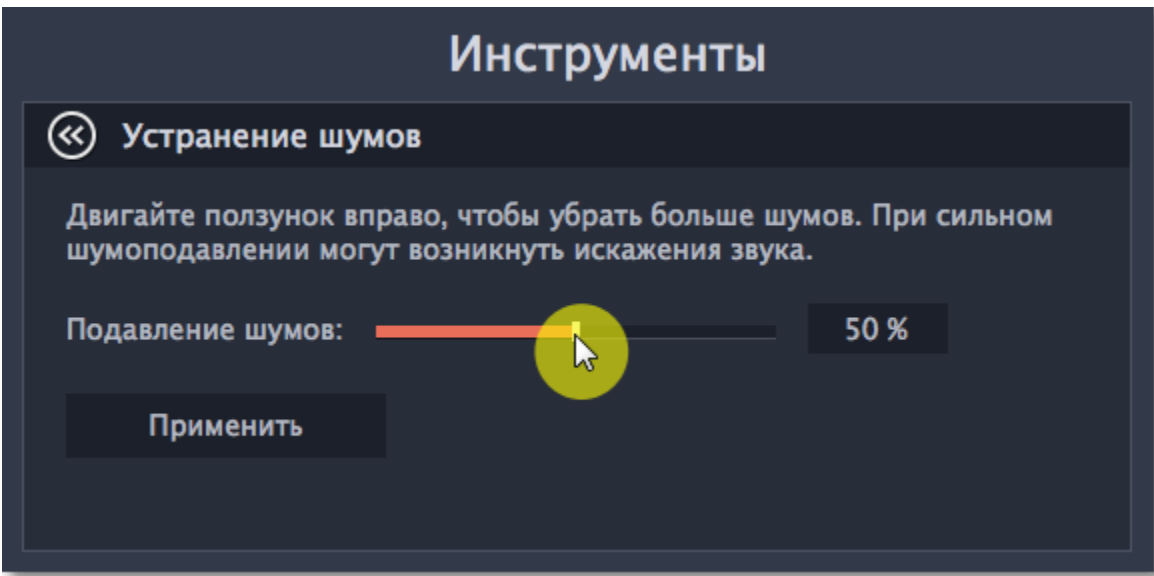 Инструменты
Устранение шумов
Двигайте ползунок вправо, чтобы убрать больше шумов. При сильном
шумоподавлении могут возникнуть искажения звука.
Подавление шумов: 50 %
Применить